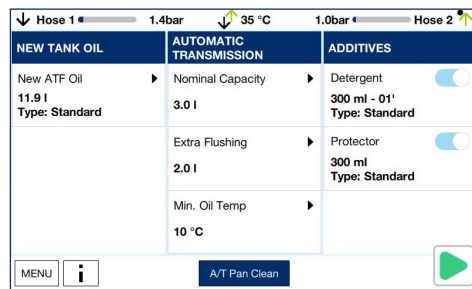 Hose 1 1.4bar 35 °C 1.0bar Hose 2
NEW TANK OIL
New ATF Oil
11.9 l
Type: Standard
AUTOMATIC
TRANSMISSION
Nominal Capacity
3.0 l
Extra Flushing
2.0 l
Min. Oil Temp
10 °C
ADDITIVES
Detergent
300 ml - 01'
Type: Standard
Protector
300 ml
Type: Standard
MENU i A/T Pan Clean